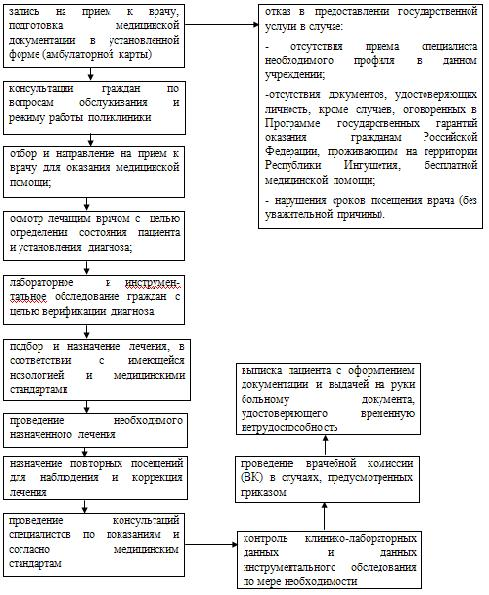 запись на прием к врачу,
подготовка медицинской
документации в установленной
форме (амбулаторной карты)
консультации граждан по
вопросам обслуживания и
режиму работы поликлиники
отбор и направление на прием к
врачу для оказания медицинской
помощи;
осмотр лечащим врачом с целью
определения состояния пациента
и установления диагноза;
лабораторное и инструмен-
тальное обследование граждан с
целью верификации диагноза
подбор и назначение лечения, в
соответствии с имеющейся
нозологией и медицинскими
стандартами
проведение необходимого
назначенного лечения
назначение повторных посещений
для наблюдения и коррекция
лечения
проведение консультаций
специалистов по показаниям и
согласно медицинским
стандартам
отказ в предоставлении государственной
услуги в случае:
- отсутствия приема специалиста
необходимого профиля в данном
учреждении;
-отсутствия документов, удостоверяющих
личность, кроме случаев, оговоренных в
Программе государственных гарантий
оказания гражданам Российской
Федерации, проживающим на территории
Республики Ингушетия, бесплатной
медицинской помощи;
- нарушения сроков посещения врача (без
уважительной причины).
выписка пациента с оформлением
документации и выдачей на руки
больному документа,
удостоверяющего временную
нетрудоспособность
проведение врачебной комиссии
(ВК) в случаях, предусмотренных
приказом
контроль клинико-лабораторных
данных и данных
инструментального обследования
по мере необходимости